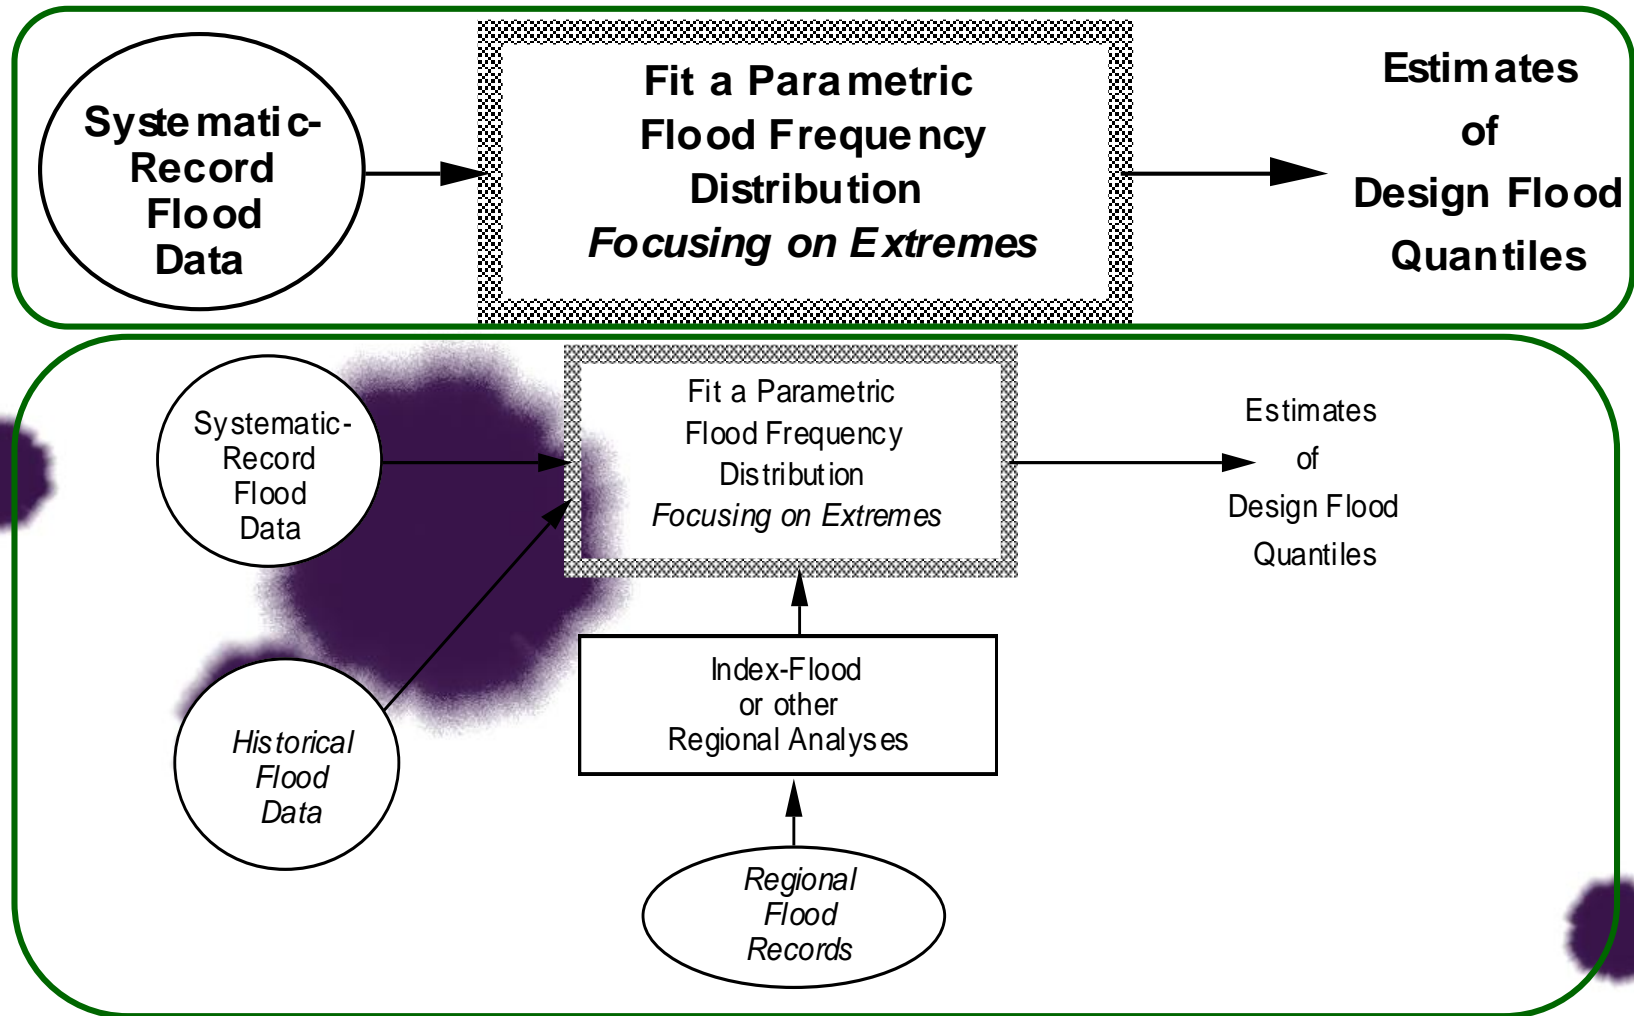 Systematic-
Record
Flood
Data
Fit a Parametric
Flood Frequency
Distribution
Focusing on Extremes
Estimates
of
Design Flood
Quantiles
Systematic-
Record
Flood
Data
Fit a Parametric
Flood Frequency
Distribution
Focusing on Extremes
Estimates
of
Design Flood
Quantiles
Historical
Flood
Data
Index-Flood
or other
Regional Analyses
Regional
Flood
Records